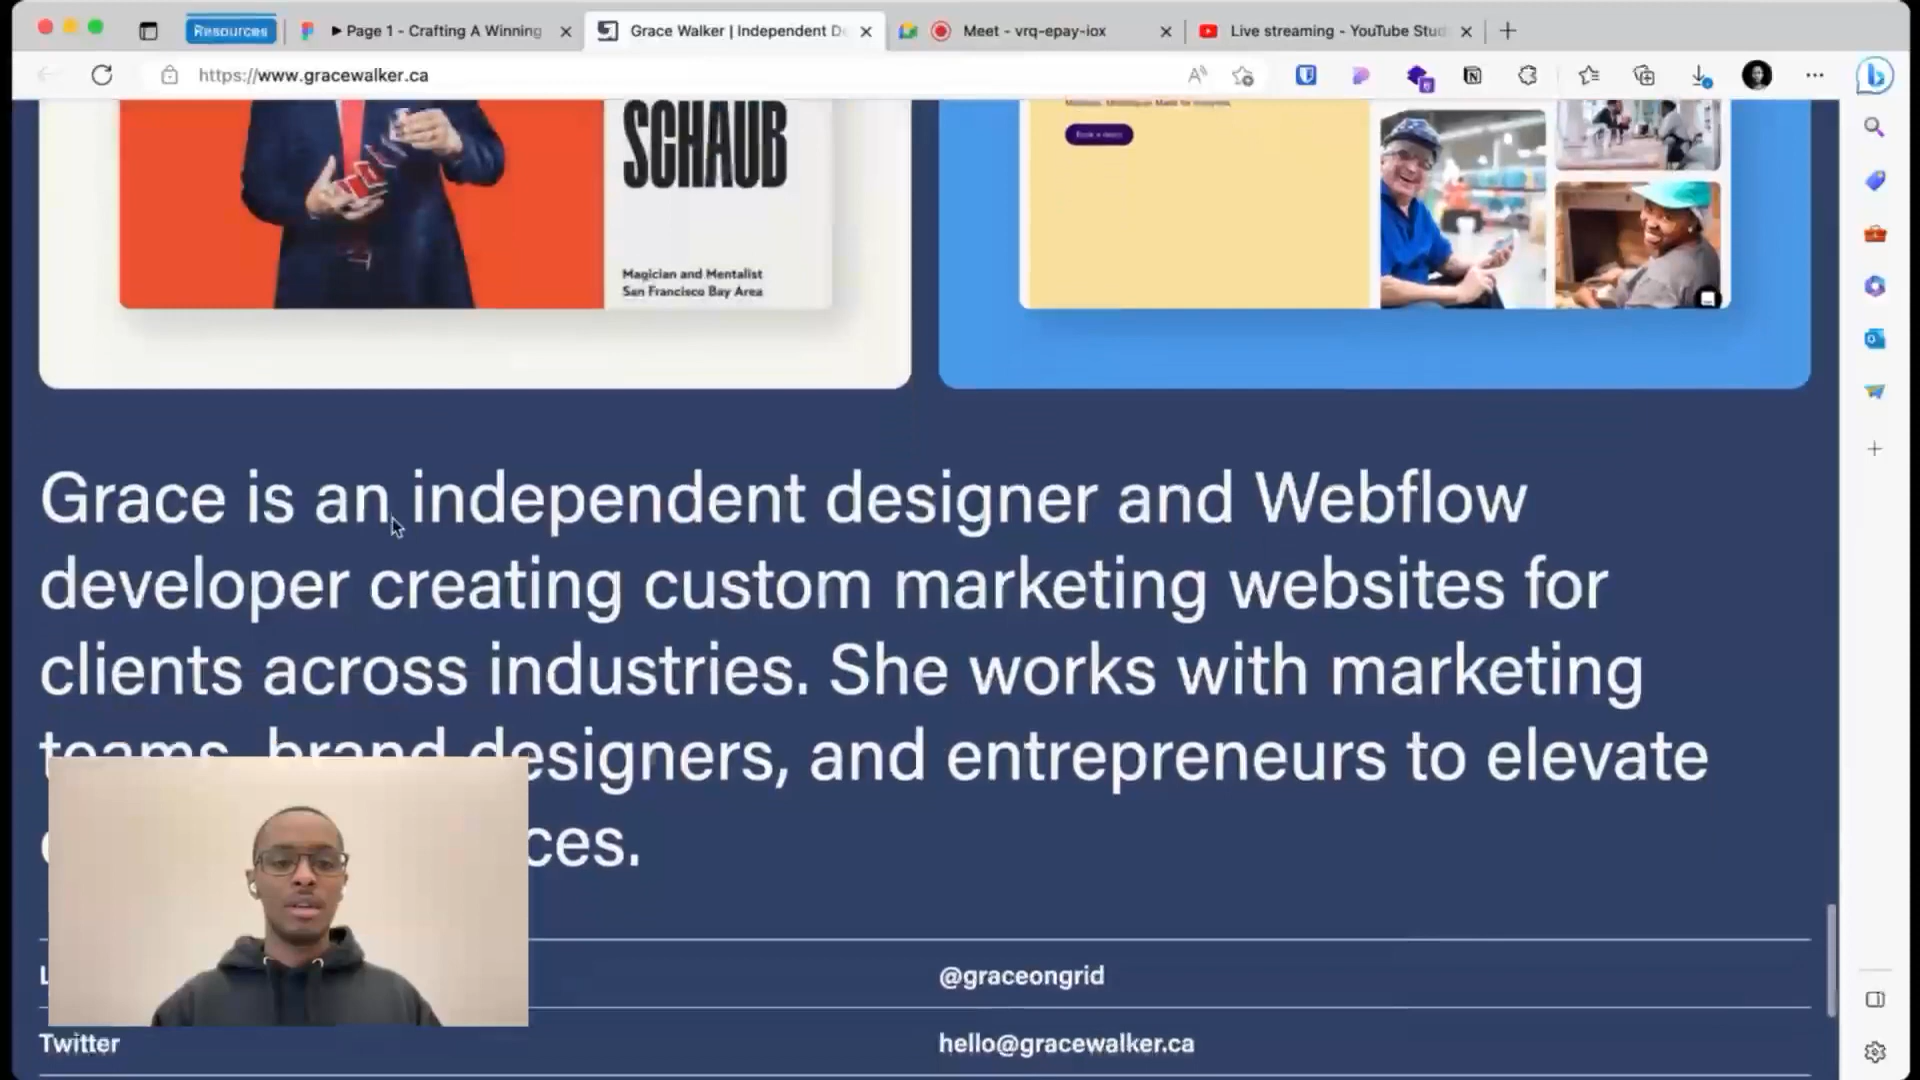 Resources
Page 1 - Crafting A Winning
Grace Walker | Independent De
Meet - vrq-epay-iox
Live streaming - YouTube Stud
https://www.gracewalker.ca
SCHAUB
Magician and Mentalist
San Francisco Bay Area
Book a demo
Grace is an independent designer and Webflow
developer creating custom marketing websites for
clients across industries. She works with marketing
teams, brand designers, and entrepreneurs to elevate
ces.
L
@graceongrid
Twitter
hello@gracewalker.ca